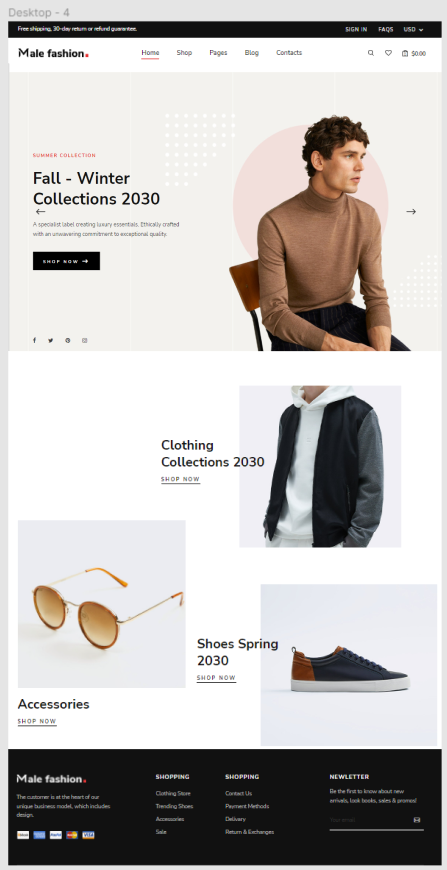 Desktop - 4
Free shipping, 30-day return or refund guarantee.
SIGN IN FAQS USD
Male fashion.
Home Shop Pages Blog Contacts
$0.00
SUMMER COLLECTION
Fall - Winter
Collections 2030
A specialist label creating luxury essentials. Ethically crafted
with an unwavering commitment to exceptional quality.
SHOP NOW
Clothing
Collections 2030
SHOP NOW
Shoes Spring
2030
SHOP NOW
Accessories
SHOP NOW
Male fashion.
The customer is at the heart of our
unique business model, which includes
design.
PayPal
VISA
SHOPPING
Clothing Store
Trending Shoes
Accessories
Sale
SHOPPING
Contact Us
Payment Methods
Delivery
Return & Exchanges
NEWLETTER
Be the first to know about new
arrivals, look books, sales & promos!
Your email